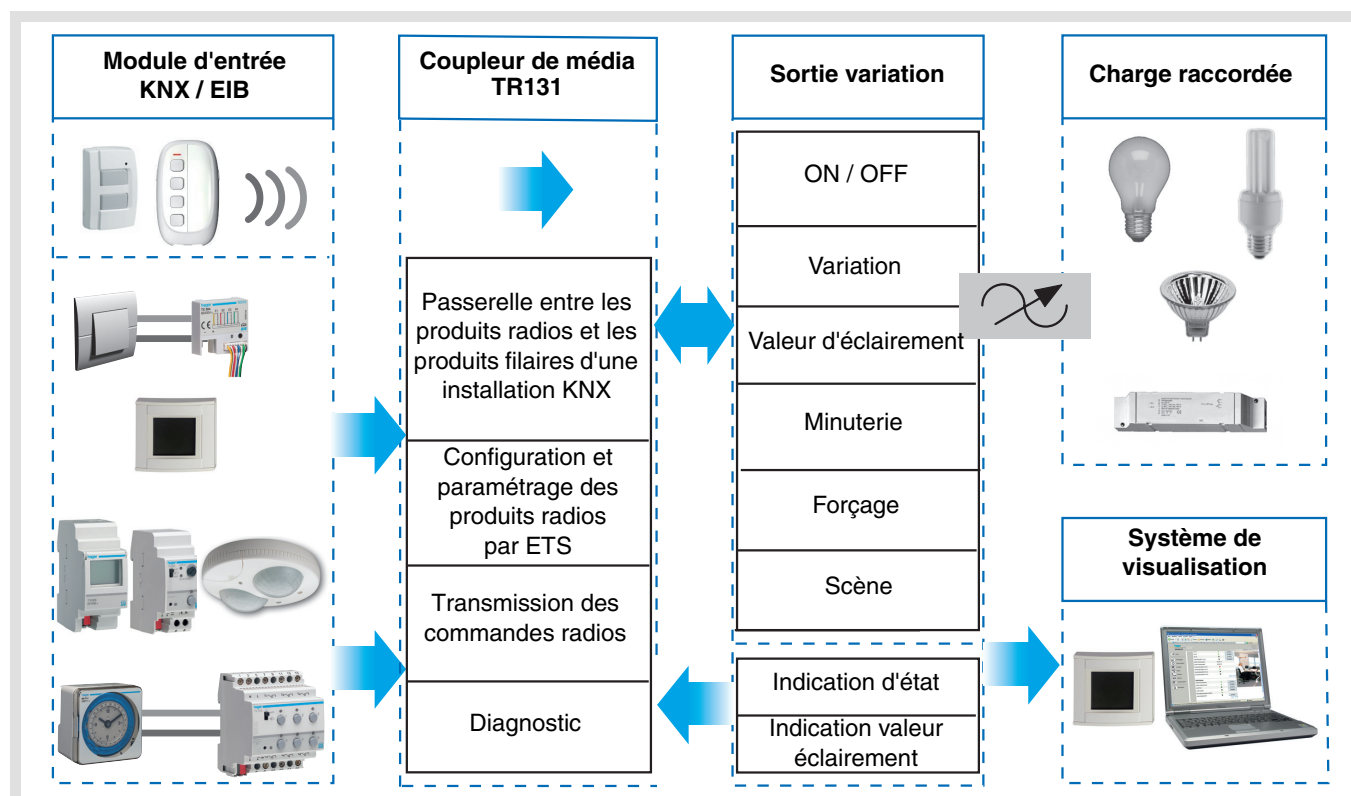 Module d'entrée
KNX / EIB
Coupleur de média
TR131
Sortie variation
Charge raccordée
ON / OFF
Variation
Valeur d'éclairement
Minuterie
Forçage
Scène
Passerelle entre les
produits radios et les
produits filaires d'une
installation KNX
Configuration et
paramétrage des
produits radios
par ETS
Transmission des
commandes radios
Diagnostic
Indication d'état
Indication valeur
éclairement
Système de
visualisation